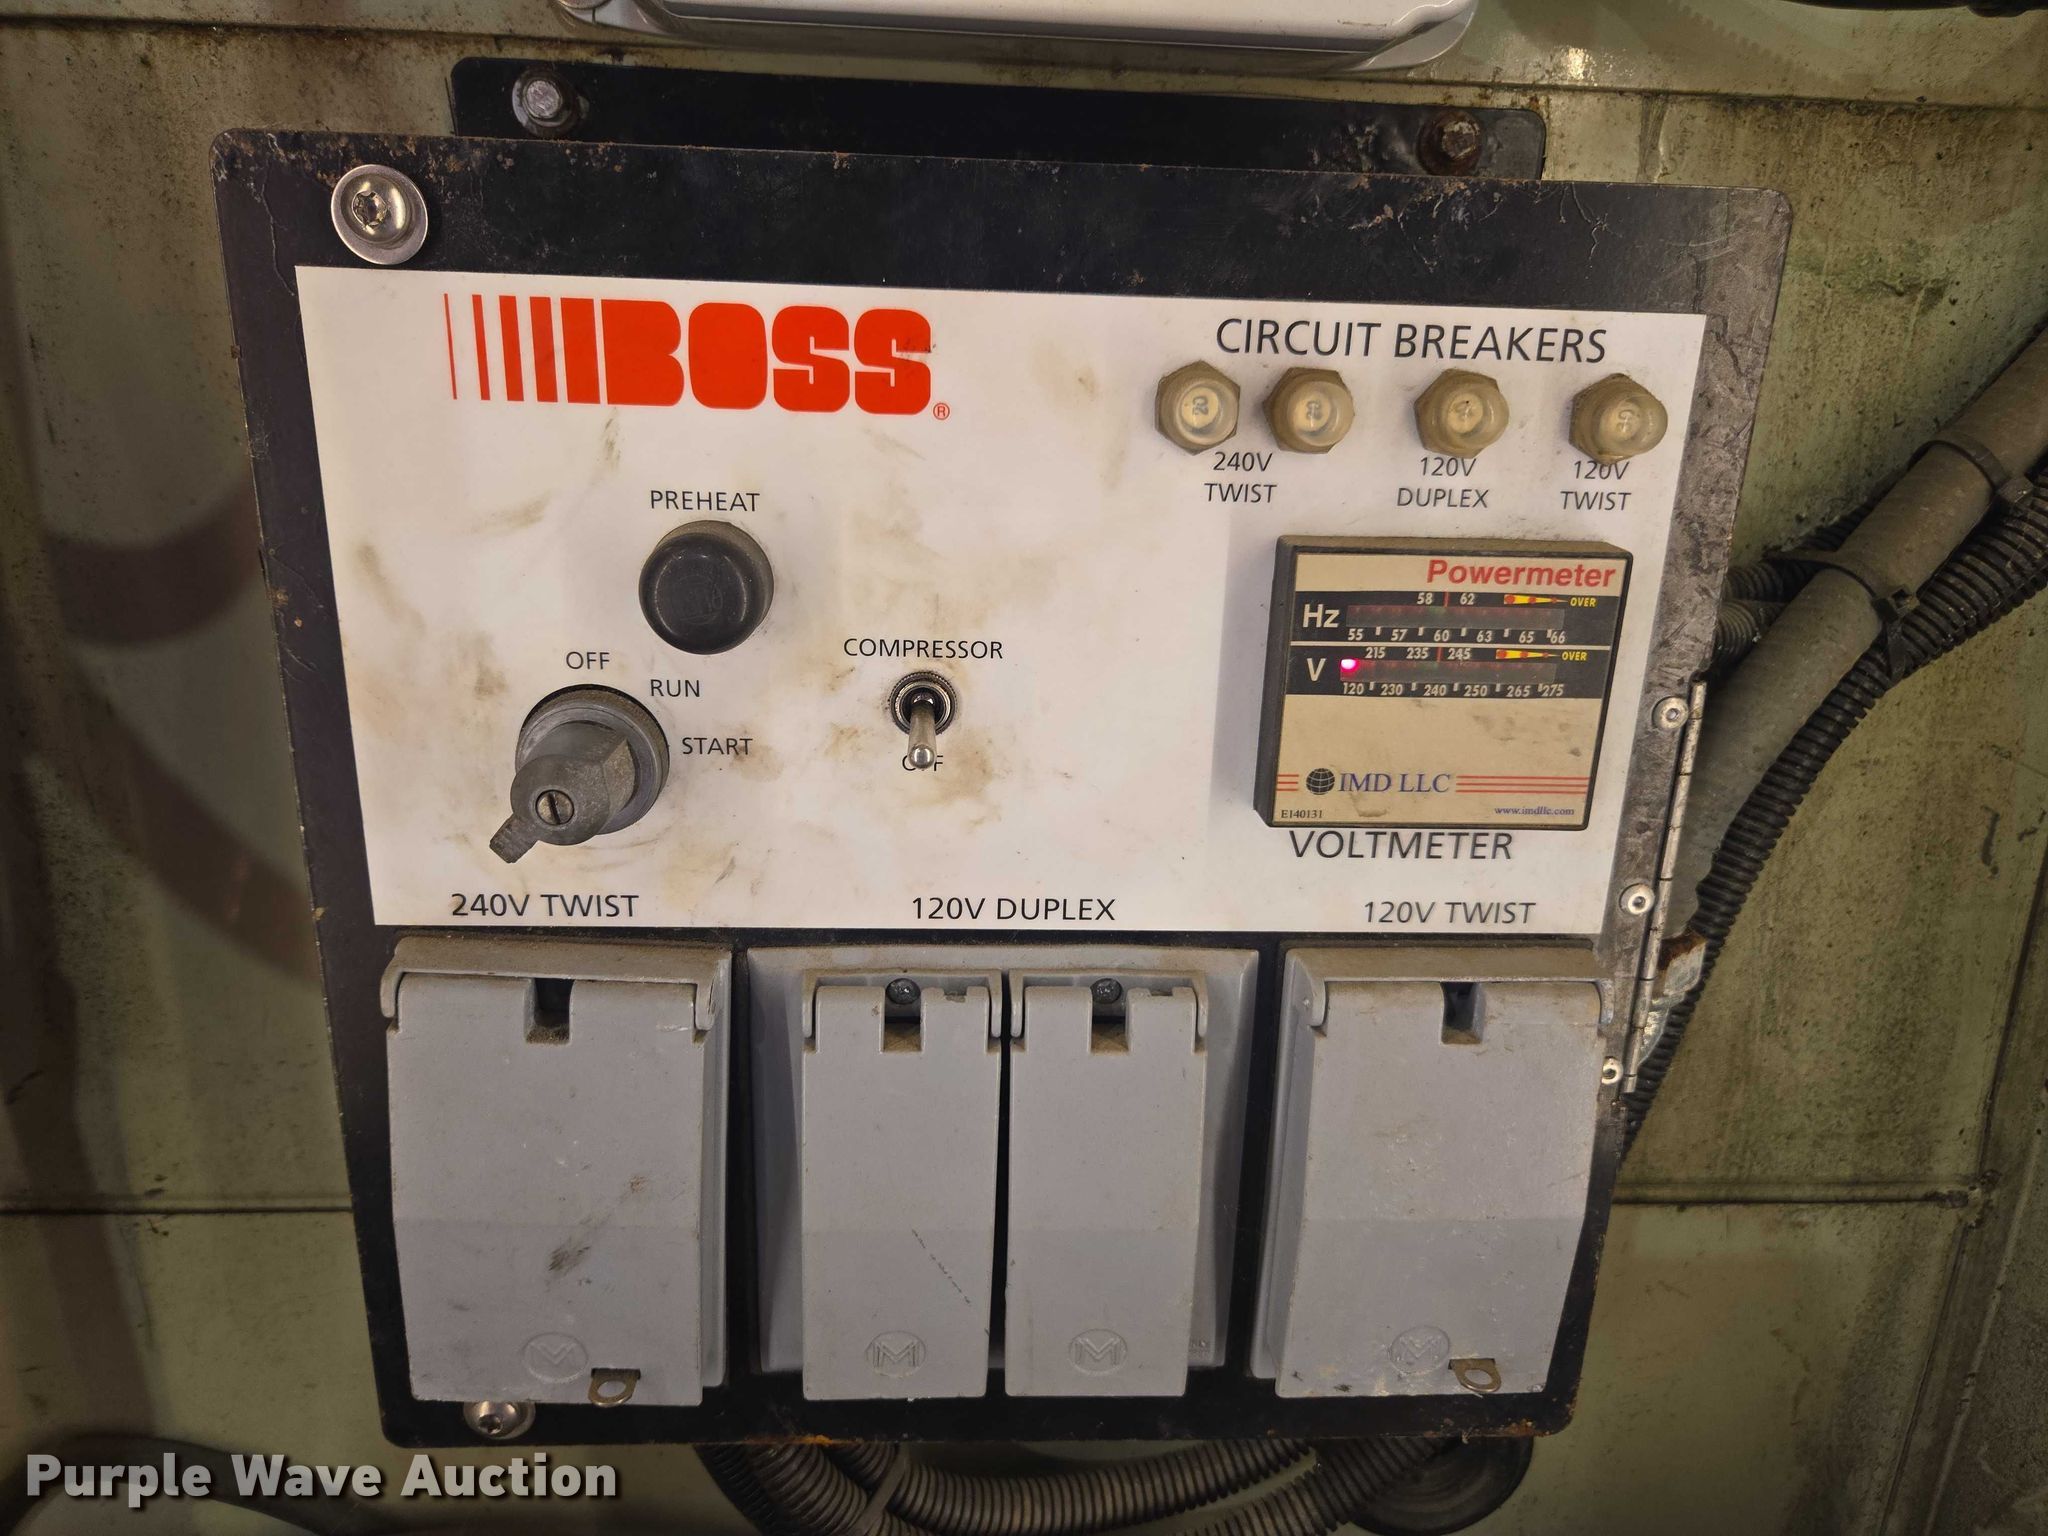 BOSS®
CIRCUIT BREAKERS
20
240V
TWIST
120V
DUPLEX
120V
TWIST
PREHEAT
OFF
RUN
START
COMPRESSOR
OFF
Powermeter
58 62 OVER
Hz
55 57 60 63 65 66
215 235 245 OVER
V
120 230 240 250 265 275
IMD LLC
E140131 www.imdllc.com
VOLTMETER
240V TWIST
120V DUPLEX
120V TWIST
M
M
M
M
Purple Wave Auction